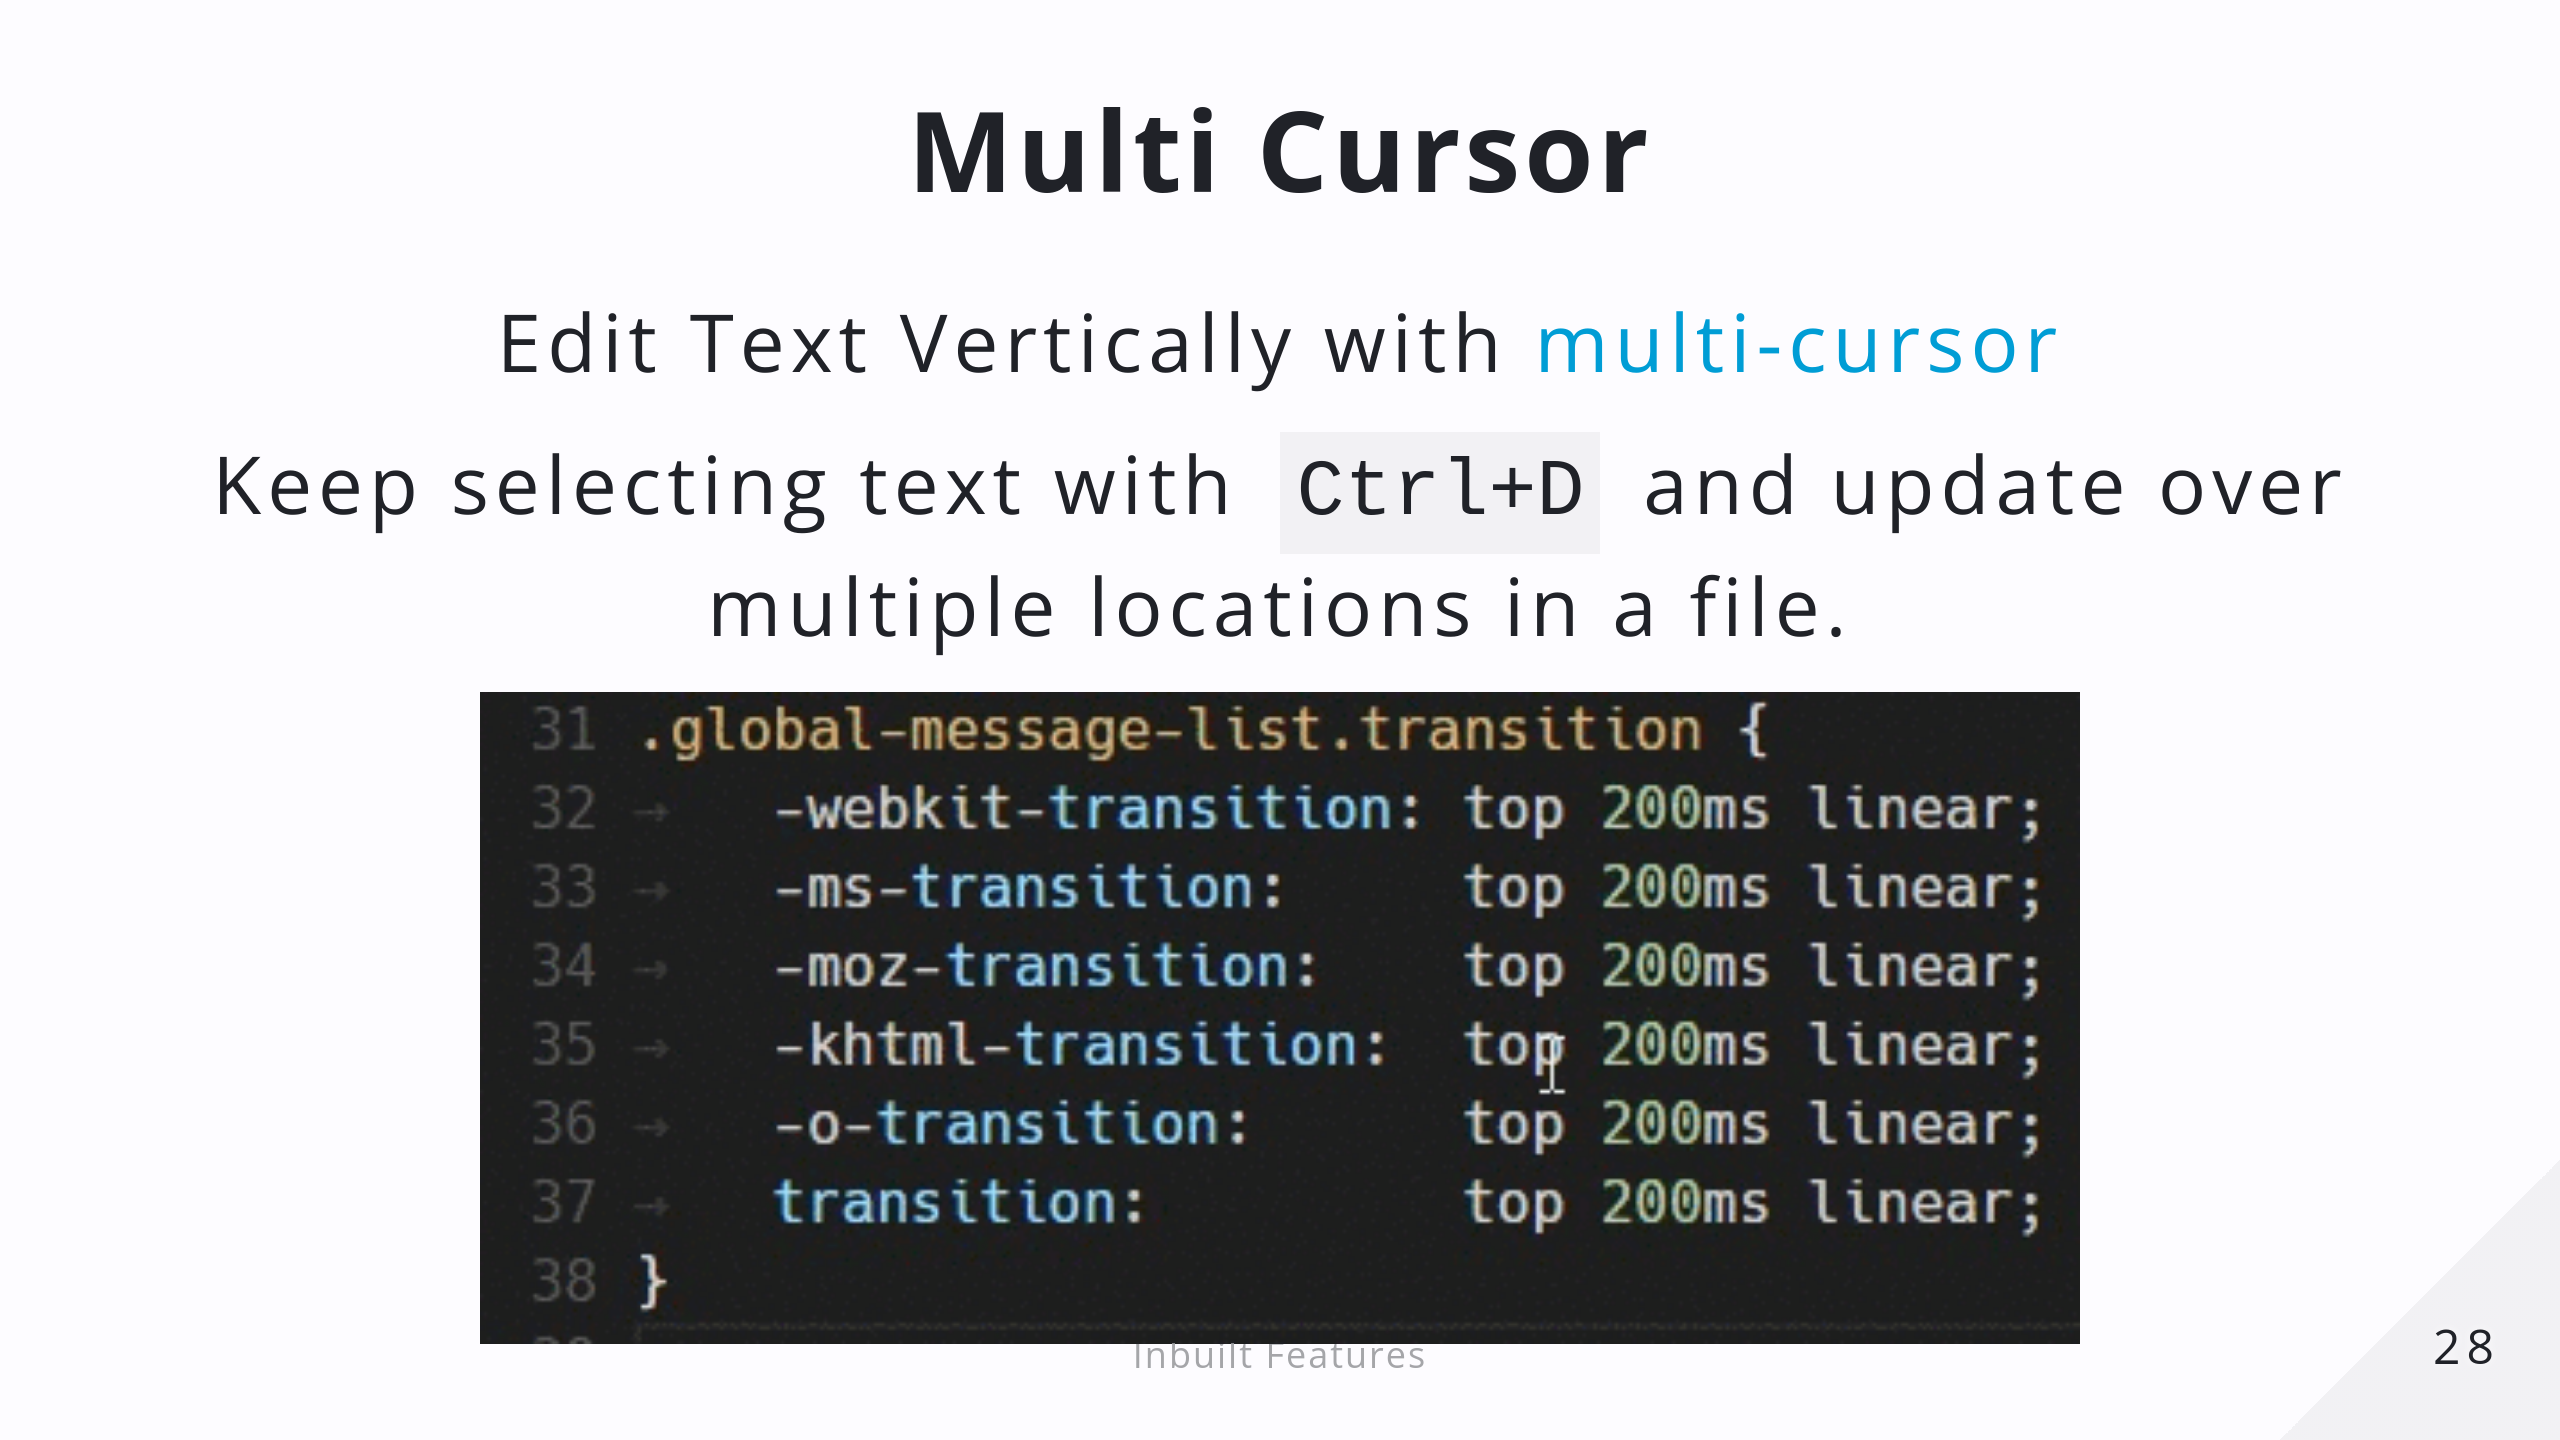 Multi Cursor
Edit Text Vertically with multi-cursor
Keep selecting text with Ctrl+D and update over
multiple locations in a file.
31 .global-message-list.transition {
32 → -webkit-transition: top 200ms linear;
33 → -ms-transition: top 200ms linear;
34 → -moz-transition: top 200ms linear;
35 → -khtml-transition: top 200ms linear;
36 → -o-transition: top 200ms linear;
37 → transition: top 200ms linear;
38 }
Inbuilt Features
28